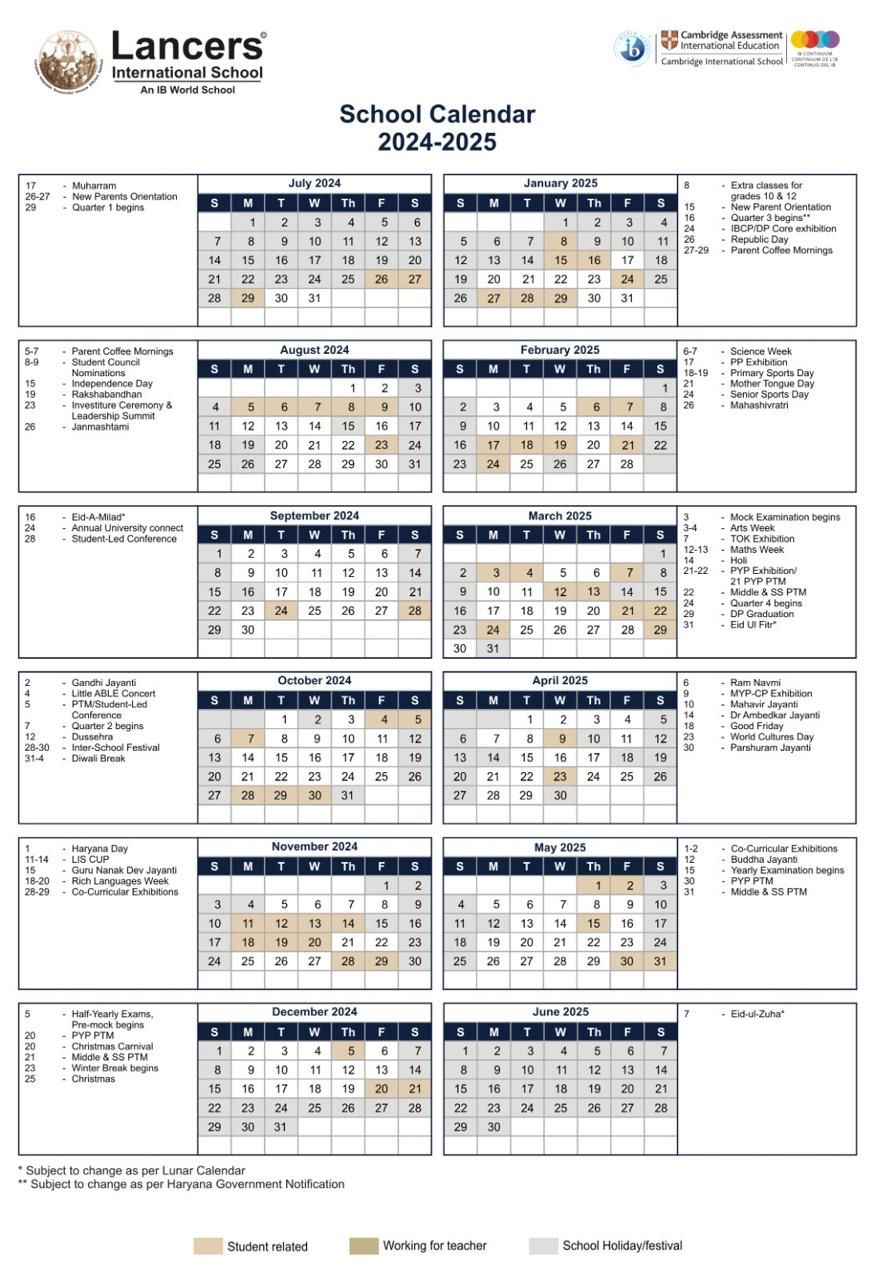 Lancers®
International School
An IB World School
ib
Cambridge Assessment
International Education
Cambridge International School
IB CONTINUUM
CONTINUUM DE L'IB
CONTINUO DEL IB
School Calendar
2024-2025
17 - Muharram
26-27 - New Parents Orientation
29 - Quarter 1 begins
July 2024
S M T W Th F S
1 2 3 4 5 6
7 8 9 10 11 12 13
14 15 16 17 18 19 20
21 22 23 24 25 26 27
28 29 30 31
January 2025
S M T W Th F S
1 2 3 4
5 6 7 8 9 10 11
12 13 14 15 16 17 18
19 20 21 22 23 24 25
26 27 28 29 30 31
8 - Extra classes for
grades 10 & 12
15 - New Parent Orientation
16 - Quarter 3 begins**
24 - IBCP/DP Core exhibition
26 - Republic Day
27-29 - Parent Coffee Mornings
5-7 - Parent Coffee Mornings
8-9 - Student Council
Nominations
15 - Independence Day
19 - Rakshabandhan
23 - Investiture Ceremony &
Leadership Summit
26 - Janmashtami
August 2024
S M T W Th F S
1 2 3
4 5 6 7 8 9 10
11 12 13 14 15 16 17
18 19 20 21 22 23 24
25 26 27 28 29 30 31
February 2025
S M T W Th F S
1
2 3 4 5 6 7 8
9 10 11 12 13 14 15
16 17 18 19 20 21 22
23 24 25 26 27 28
6-7 - Science Week
17 - PP Exhibition
18-19 - Primary Sports Day
21 - Mother Tongue Day
24 - Senior Sports Day
26 - Mahashivratri
16 - Eid-A-Milad*
24 - Annual University connect
28 - Student-Led Conference
September 2024
S M T W Th F S
1 2 3 4 5 6 7
8 9 10 11 12 13 14
15 16 17 18 19 20 21
22 23 24 25 26 27 28
29 30
March 2025
S M T W Th F S
1
2 3 4 5 6 7 8
9 10 11 12 13 14 15
16 17 18 19 20 21 22
23 24 25 26 27 28 29
30 31
3 - Mock Examination begins
3-4 - Arts Week
7 - TOK Exhibition
12-13 - Maths Week
14 - Holi
21-22 - PYP Exhibition/
21 PYP PTM
22 - Middle & SS PTM
24 - Quarter 4 begins
29 - DP Graduation
31 - Eid Ul Fitr*
2 - Gandhi Jayanti
4 - Little ABLE Concert
5 - PTM/Student-Led
Conference
7 - Quarter 2 begins
12 - Dussehra
28-30 - Inter-School Festival
31-4 - Diwali Break
October 2024
S M T W Th F S
1 2 3 4 5
6 7 8 9 10 11 12
13 14 15 16 17 18 19
20 21 22 23 24 25 26
27 28 29 30 31
April 2025
S M T W Th F S
1 2 3 4 5
6 7 8 9 10 11 12
13 14 15 16 17 18 19
20 21 22 23 24 25 26
27 28 29 30
6 - Ram Navmi
9 - MYP-CP Exhibition
10 - Mahavir Jayanti
14 - Dr Ambedkar Jayanti
18 - Good Friday
23 - World Cultures Day
30 - Parshuram Jayanti
1 - Haryana Day
11-14 - LIS CUP
15 - Guru Nanak Dev Jayanti
18-20 - Rich Languages Week
28-29 - Co-Curricular Exhibitions
November 2024
S M T W Th F S
1 2
3 4 5 6 7 8 9
10 11 12 13 14 15 16
17 18 19 20 21 22 23
24 25 26 27 28 29 30
May 2025
S M T W Th F S
1 2 3
4 5 6 7 8 9 10
11 12 13 14 15 16 17
18 19 20 21 22 23 24
25 26 27 28 29 30 31
1-2 - Co-Curricular Exhibitions
12 - Buddha Jayanti
15 - Yearly Examination begins
30 - PYP PTM
31 - Middle & SS PTM
5 - Half-Yearly Exams,
Pre-mock begins
20 - PYP PTM
20 - Christmas Carnival
21 - Middle & SS PTM
23 - Winter Break begins
25 - Christmas
December 2024
S M T W Th F S
1 2 3 4 5 6 7
8 9 10 11 12 13 14
15 16 17 18 19 20 21
22 23 24 25 26 27 28
29 30 31
June 2025
S M T W Th F S
1 2 3 4 5 6 7
8 9 10 11 12 13 14
15 16 17 18 19 20 21
22 23 24 25 26 27 28
29 30
7 - Eid-ul-Zuha*
* Subject to change as per Lunar Calendar
** Subject to change as per Haryana Government Notification
Student related
Working for teacher
School Holiday/festival